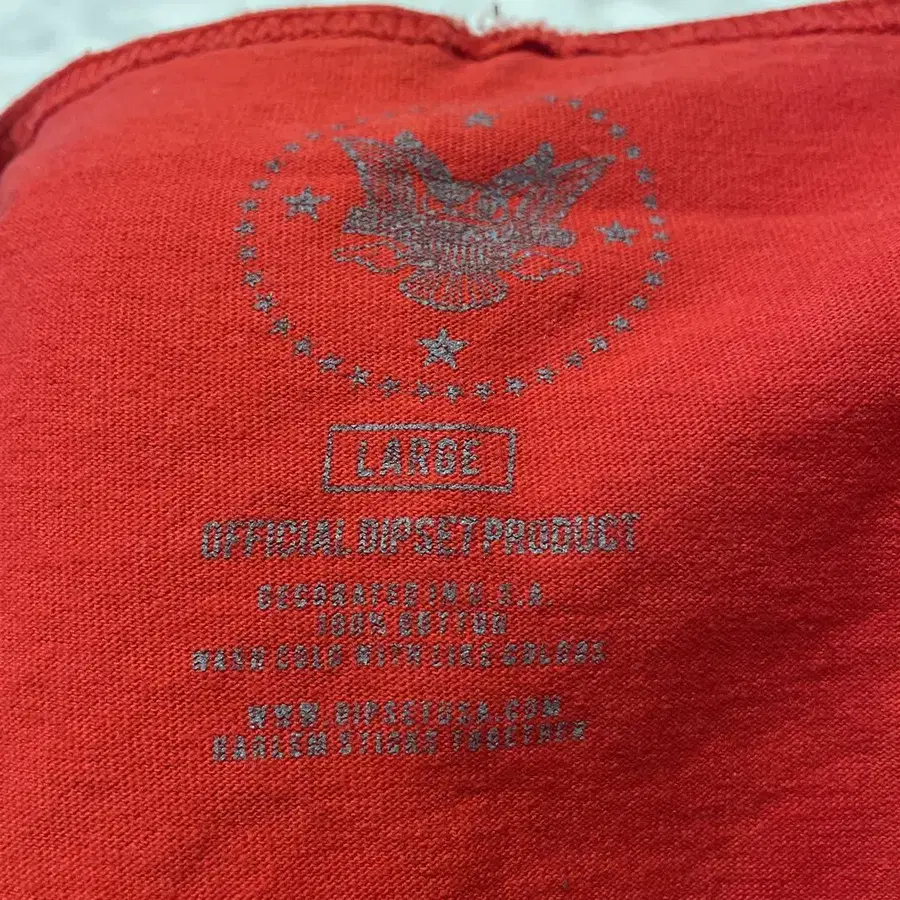 LARGE
OFFICIAL DIPSET PRODUCT
DECORATED IN U.S.A.
100% COTTON
WASH COLD WITH LIKE COLORS
WWW.DIPSETUSA.COM
HARLEM STICKS TOGETHER